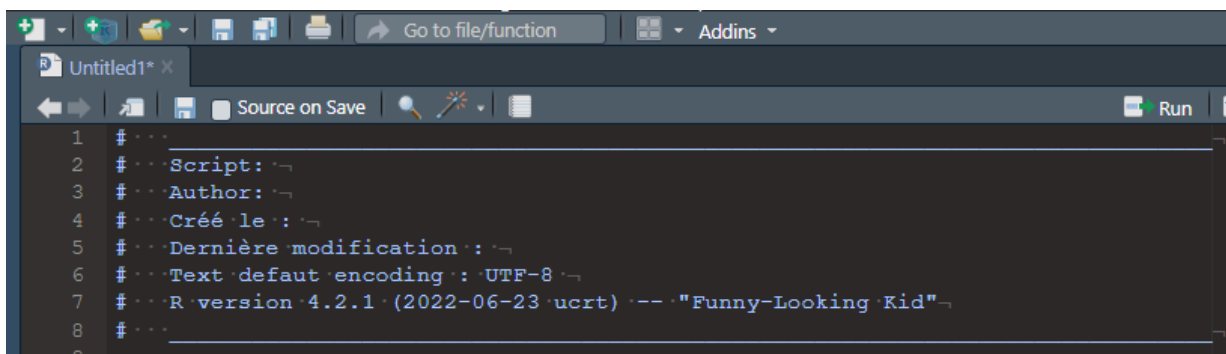 Go to file/function Addins
Untitled1*
Source on Save Run
1 # ___
2 # Script:
3 # Author:
4 # Créé le :
5 # Dernière modification :
6 # Text defaut encoding : UTF-8
7 # R version 4.2.1 (2022-06-23 ucrt) -- "Funny-Looking Kid"
8 # ___